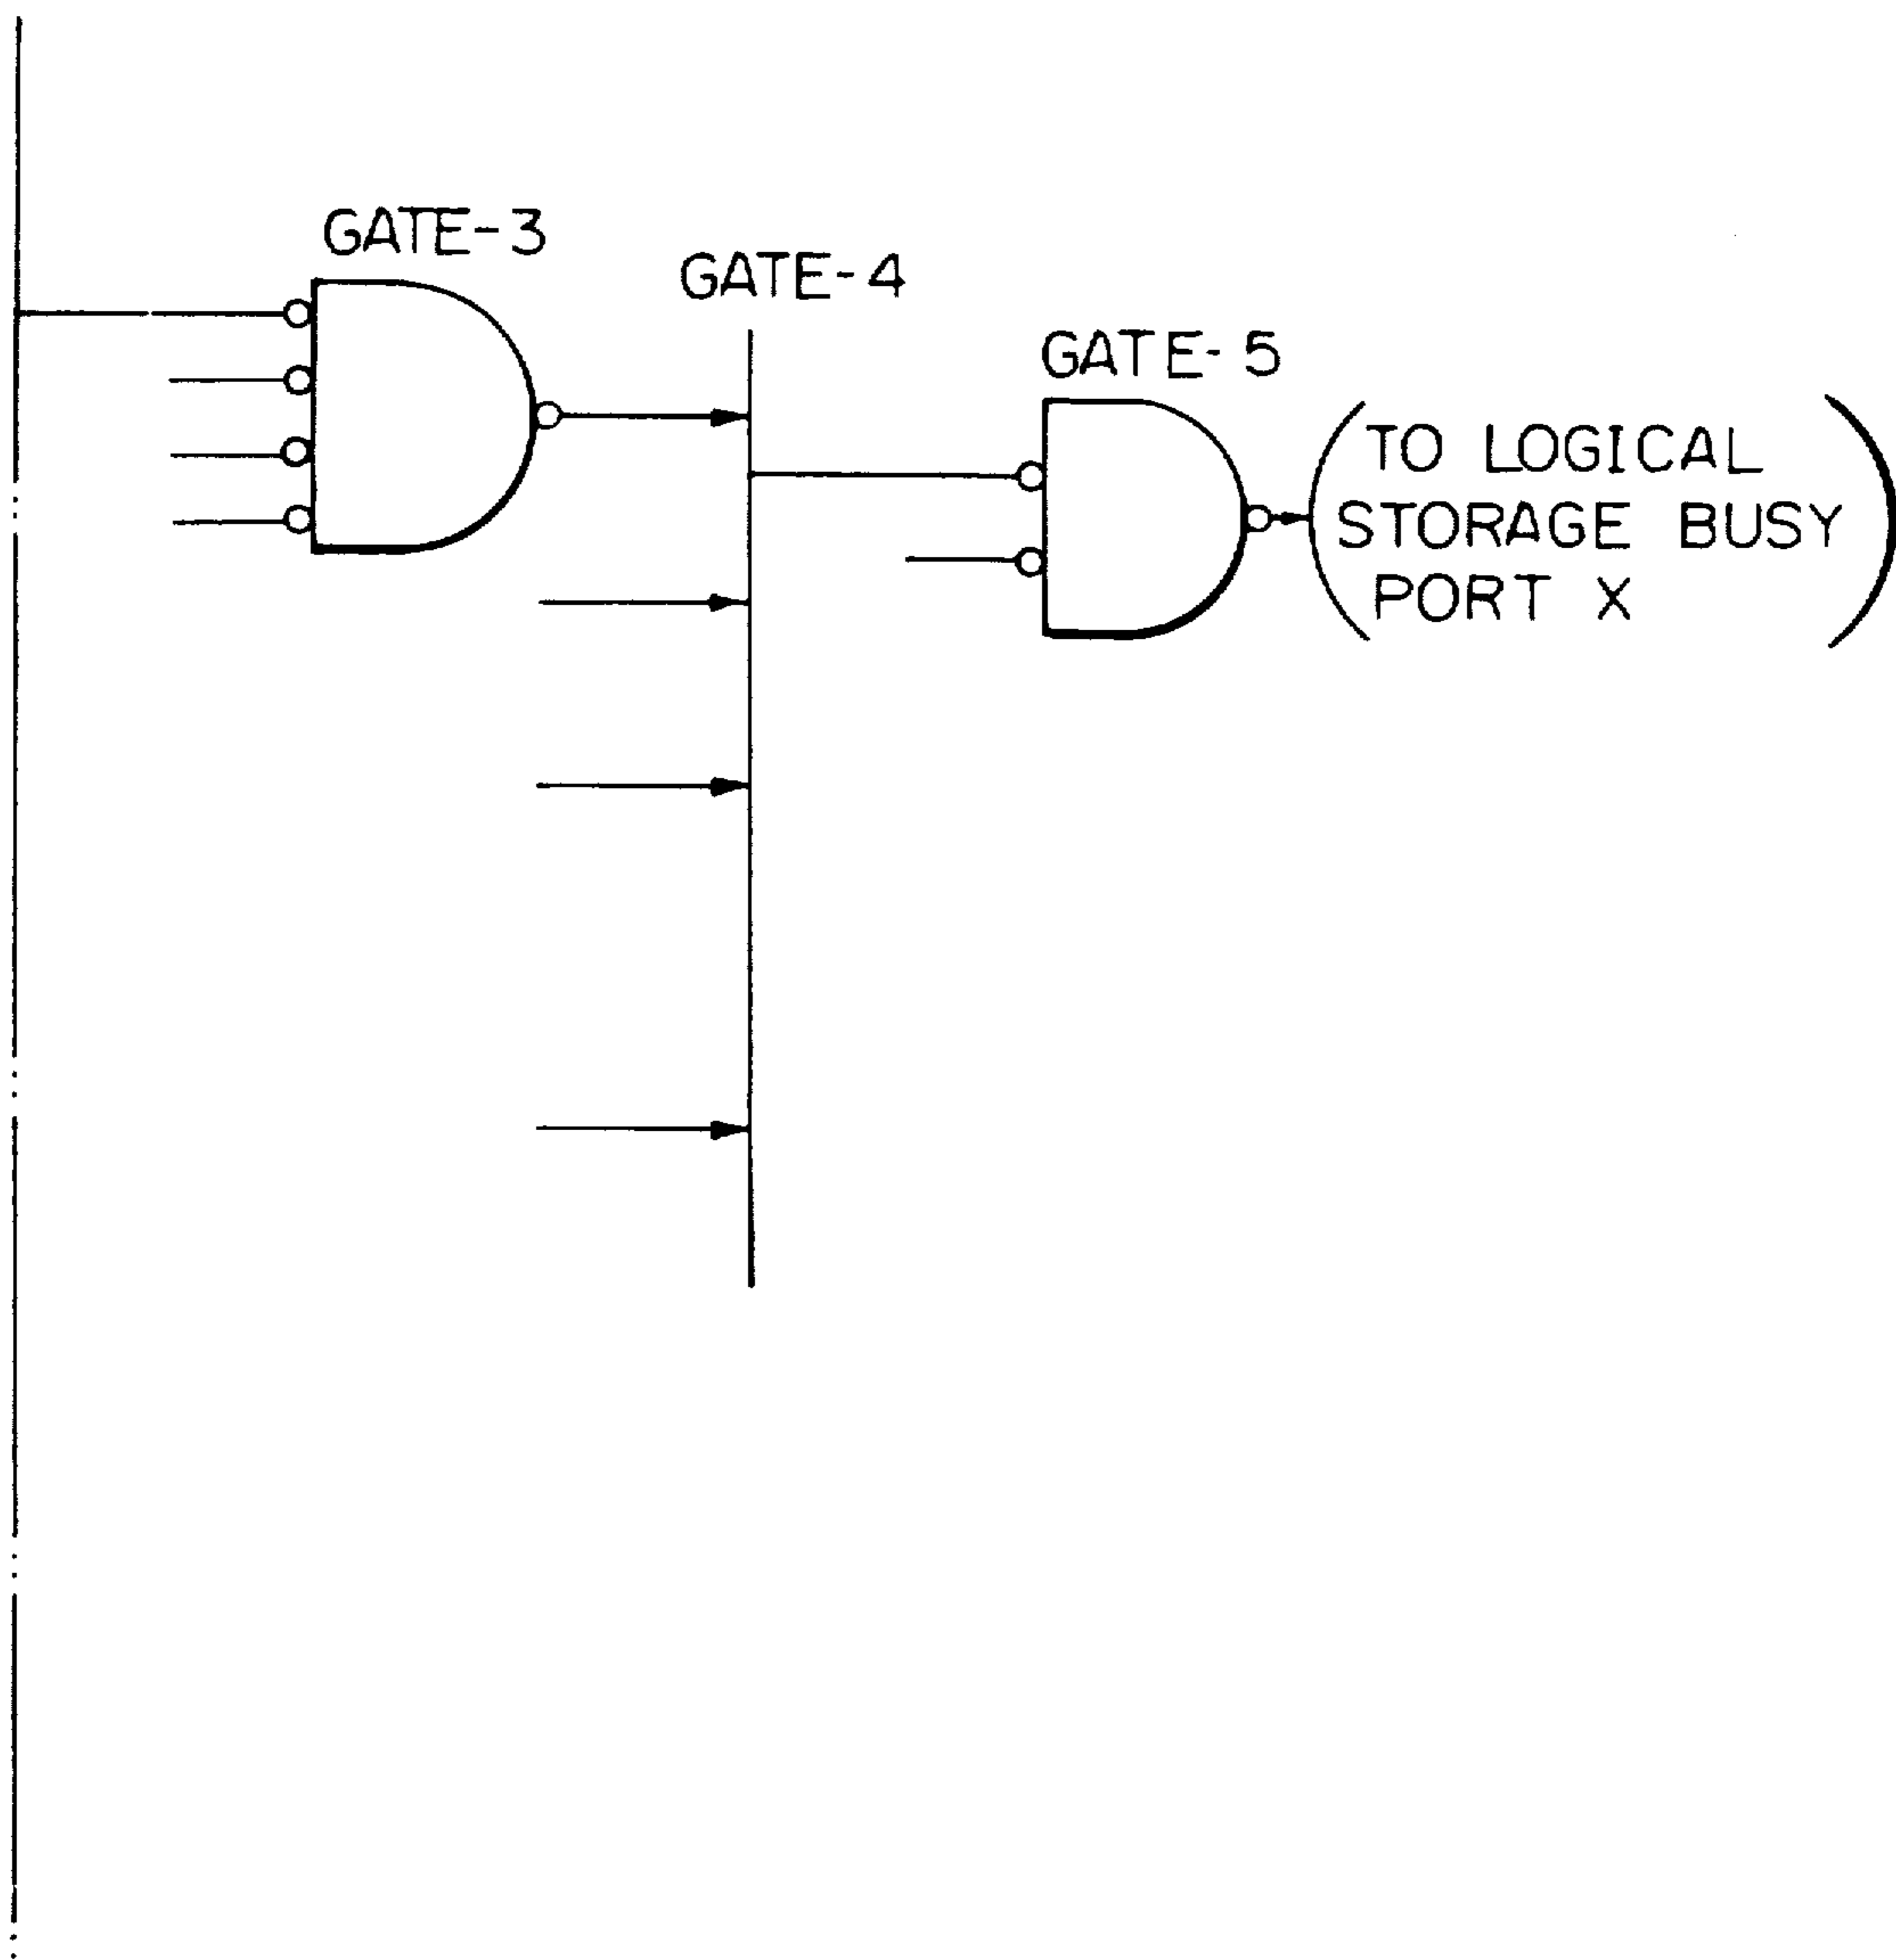 GATE-3
GATE-4
GATE-5
TO LOGICAL
STORAGE BUSY
PORT X